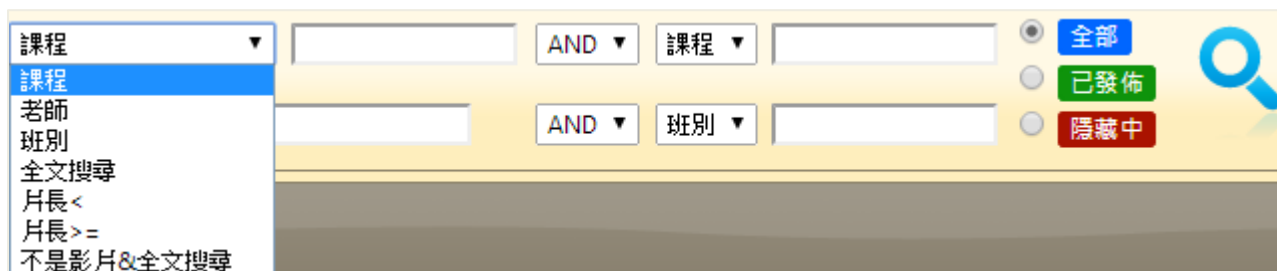 課程 AND 課程 全部
課程
老師
已發佈
班別 AND 班別 隱藏中
全文搜尋
片長<
片長>=
不是影片&全文搜尋